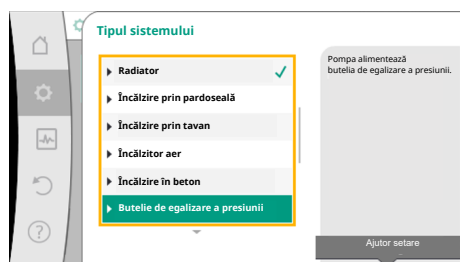 Tipul sistemului
Radiator
Încălzire prin pardoseală
Încălzire prin tavan
Încălzitor aer
Încălzire în beton
Butelie de egalizare a presiunii
Pompa alimentează
butelia de egalizare a presiunii.
Ajutor setare